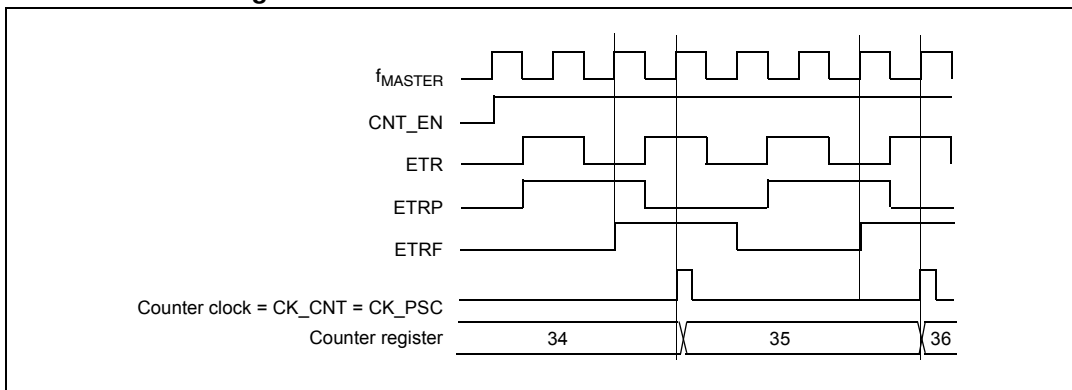 fMASTER
CNT_EN
ETR
ETRP
ETRF
Counter clock = CK_CNT = CK_PSC
Counter register 34 35 36